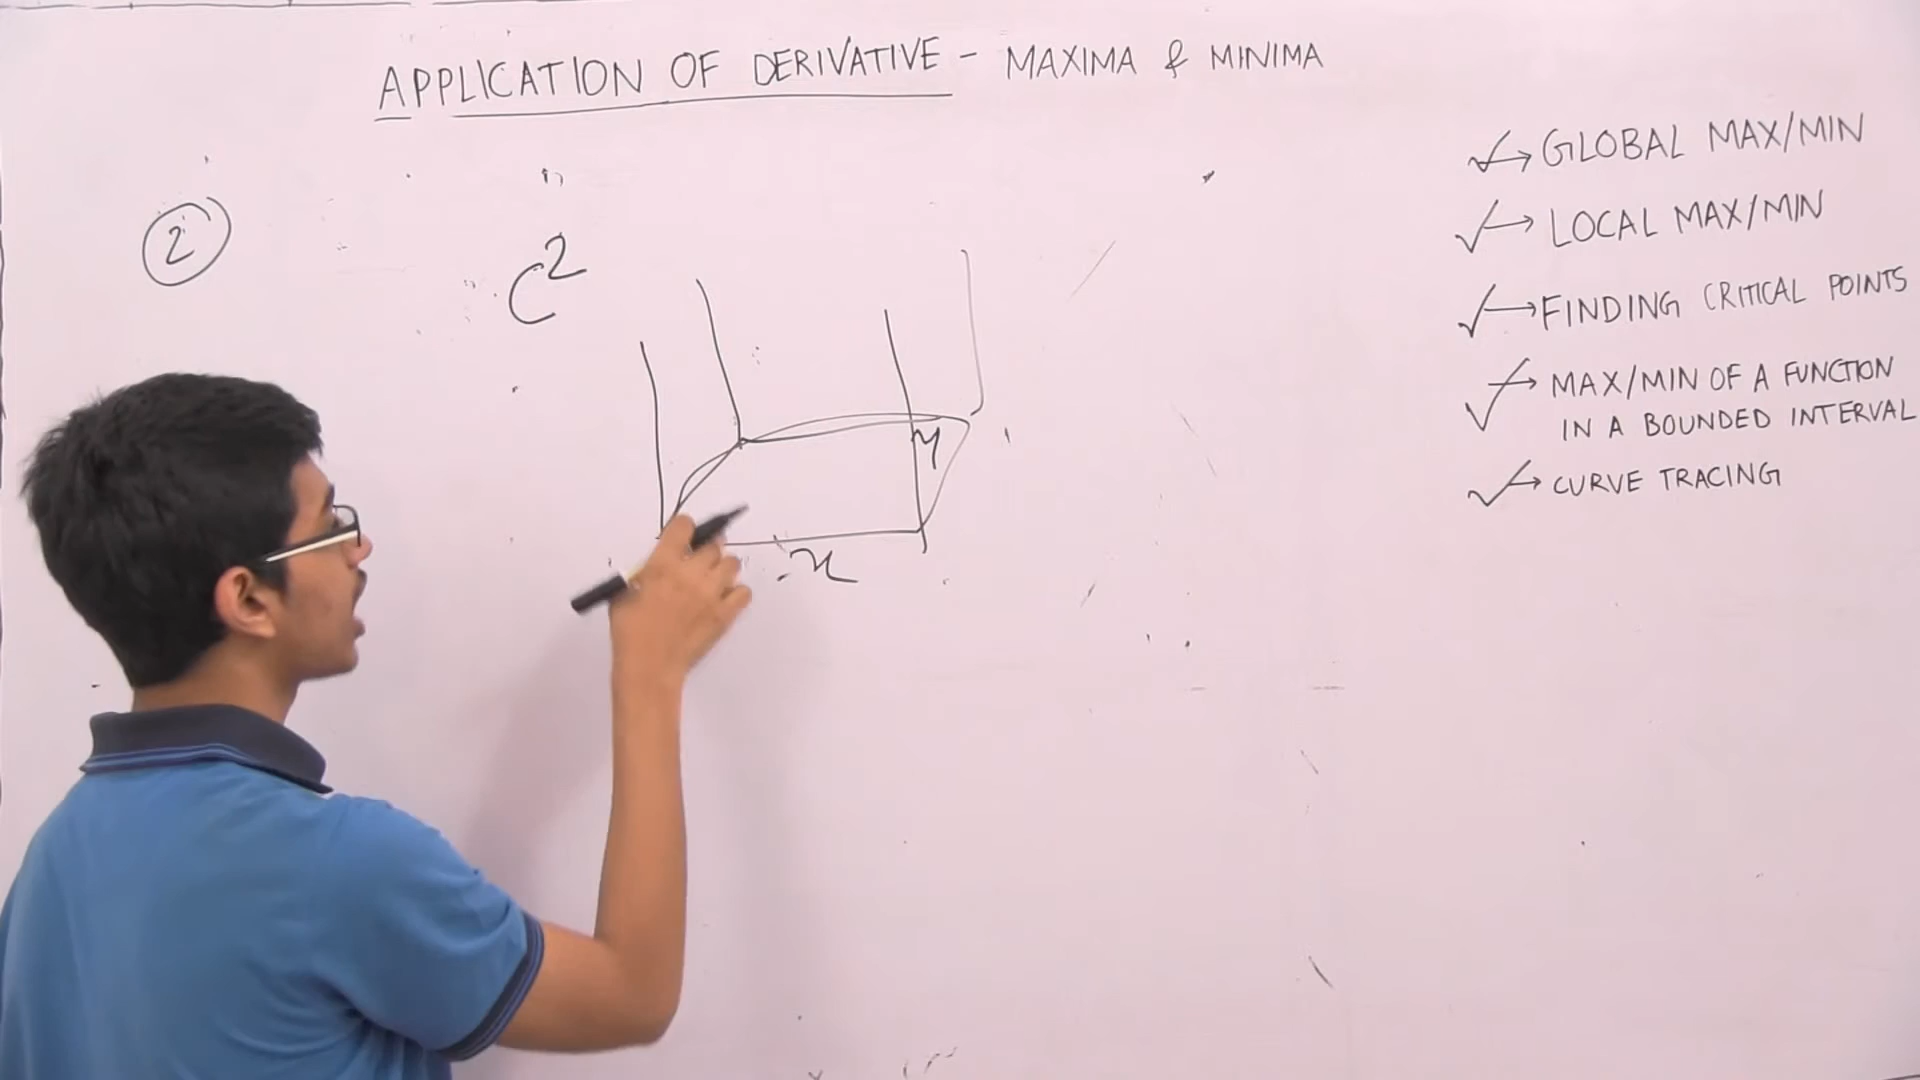 APPLICATION OF DERIVATIVE - MAXIMA & MINIMA
→ GLOBAL MAX/MIN
→ LOCAL MAX/MIN
→ FINDING CRITICAL POINTS
→ MAX/MIN OF A FUNCTION
IN A BOUNDED INTERVAL
→ CURVE TRACING
2
C²
x